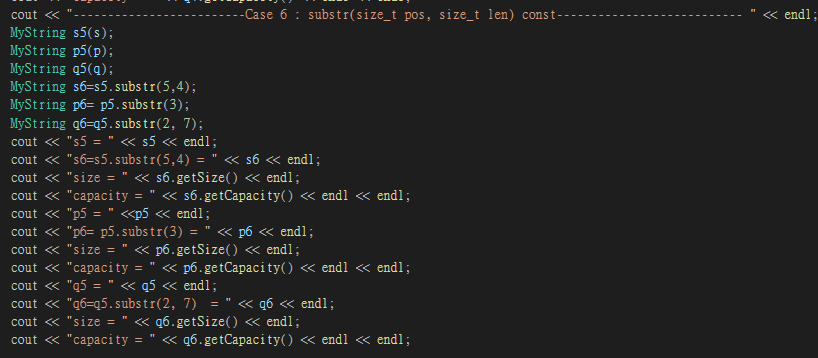 cout << "-------------------------Case 6 : substr(size_t pos, size_t len) const--------------------------- " << endl;
MyString s5(s);
MyString p5(p);
MyString q5(q);
MyString s6=s5.substr(5,4);
MyString p6= p5.substr(3);
MyString q6=q5.substr(2, 7);
cout << "s5 = " << s5 << endl;
cout << "s6=s5.substr(5,4) = " << s6 << endl;
cout << "size = " << s6.getSize() << endl;
cout << "capacity = " << s6.getCapacity() << endl << endl;
cout << "p5 = " <<p5 << endl;
cout << "p6= p5.substr(3) = " << p6 << endl;
cout << "size = " << p6.getSize() << endl;
cout << "capacity = " << p6.getCapacity() << endl << endl;
cout << "q5 = " << q5 << endl;
cout << "q6=q5.substr(2, 7)  = " << q6 << endl;
cout << "size = " << q6.getSize() << endl;
cout << "capacity = " << q6.getCapacity() << endl << endl;